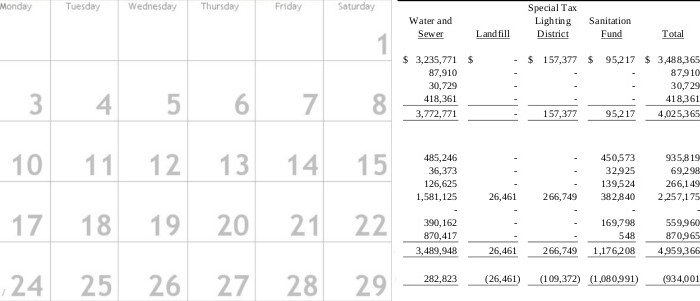 Monday Tuesday Wednesday Thursday Friday Saturday
1
3 4 5 6 7 8
10 11 12 13 14 15
17 18 19 20 21 22
24 25 26 27 28 29
Special Tax
Water and Lighting Sanitation
Sewer Landfill District Fund Total
$ 3,235,771 $ - $ 157,377 $ 95,217 $ 3,488,365
87,910 - - - 87,910
30,729 - - - 30,729
418,361 - - - 418,361
3,772,771 - 157,377 95,217 4,025,365
485,246 - - 450,573 935,819
36,373 - - 32,925 69,298
126,625 - - 139,524 266,149
1,581,125 26,461 266,749 382,840 2,257,175
- - - - -
390,162 - - 169,798 559,960
870,417 - - 548 870,965
3,489,948 26,461 266,749 1,176,208 4,959,366
282,823 (26,461) (109,372) (1,080,991) (934,001